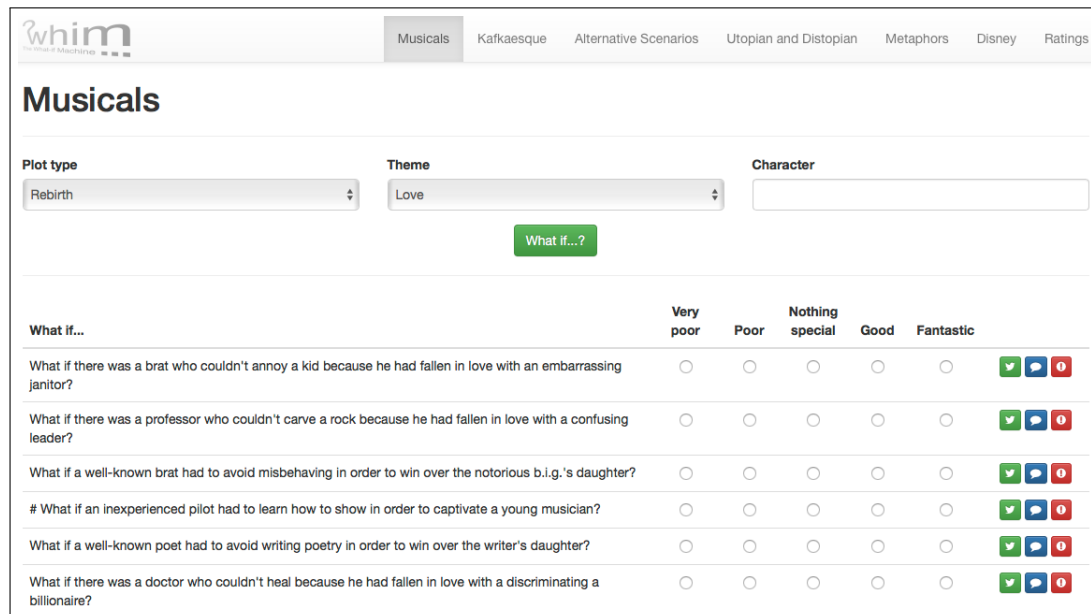 ?whim
The What-if Machine
Musicals Kafkaesque Alternative Scenarios Utopian and Distopian Metaphors Disney Ratings
Musicals
Plot type Theme Character
Rebirth Love
What if...?
What if... Very poor Poor Nothing special Good Fantastic
What if there was a brat who couldn't annoy a kid because he had fallen in love with an embarrassing
janitor?
What if there was a professor who couldn't carve a rock because he had fallen in love with a confusing
leader?
What if a well-known brat had to avoid misbehaving in order to win over the notorious b.i.g.'s daughter?
# What if an inexperienced pilot had to learn how to show in order to captivate a young musician?
What if a well-known poet had to avoid writing poetry in order to win over the writer's daughter?
What if there was a doctor who couldn't heal because he had fallen in love with a discriminating a
billionaire?